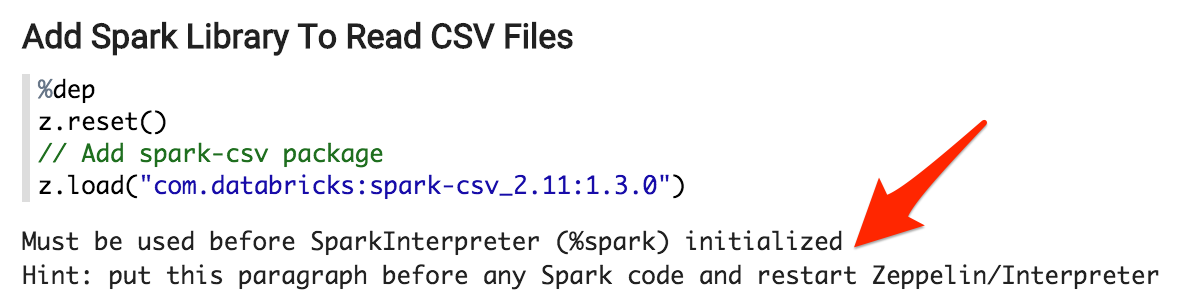 Add Spark Library To Read CSV Files
%dep
z.reset()
// Add spark-csv package
z.load("com.databricks:spark-csv_2.11:1.3.0")
Must be used before SparkInterpreter (%spark) initialized
Hint: put this paragraph before any Spark code and restart Zeppelin/Interpreter